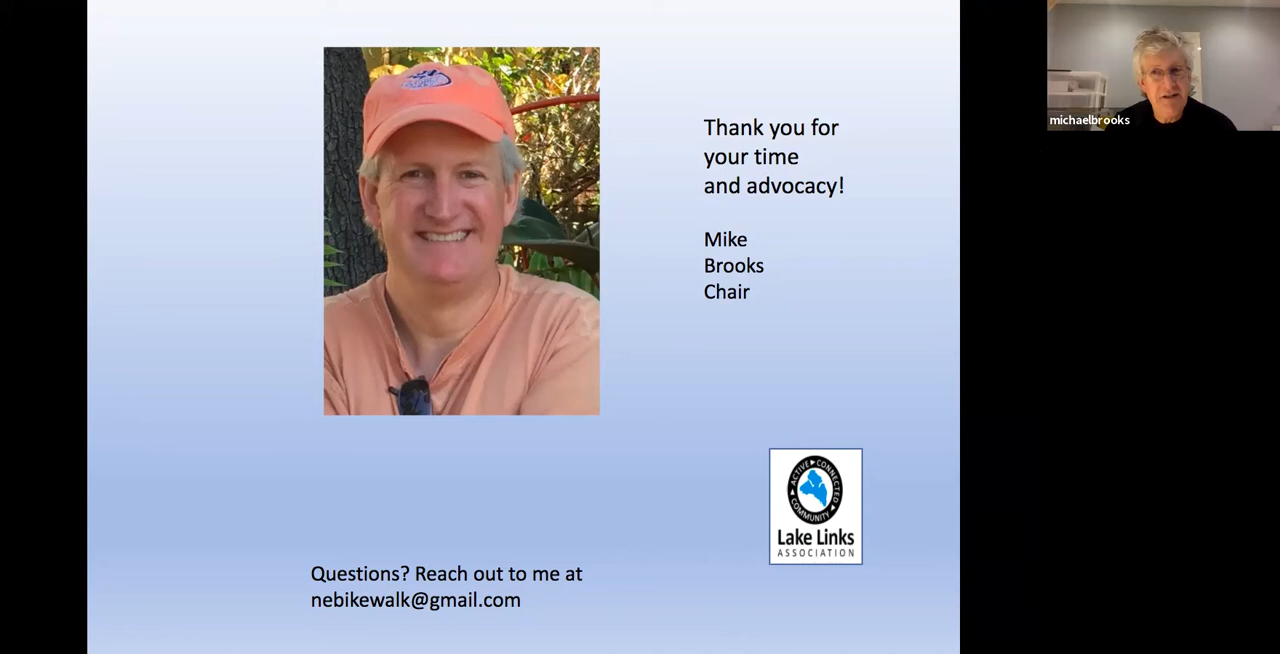 Thank you for
your time
and advocacy!
Mike
Brooks
Chair
michaelbrooks
ACTIVE CONNECTED COMMUNITY
Lake Links
ASSOCIATION
Questions? Reach out to me at
nebikewalk@gmail.com